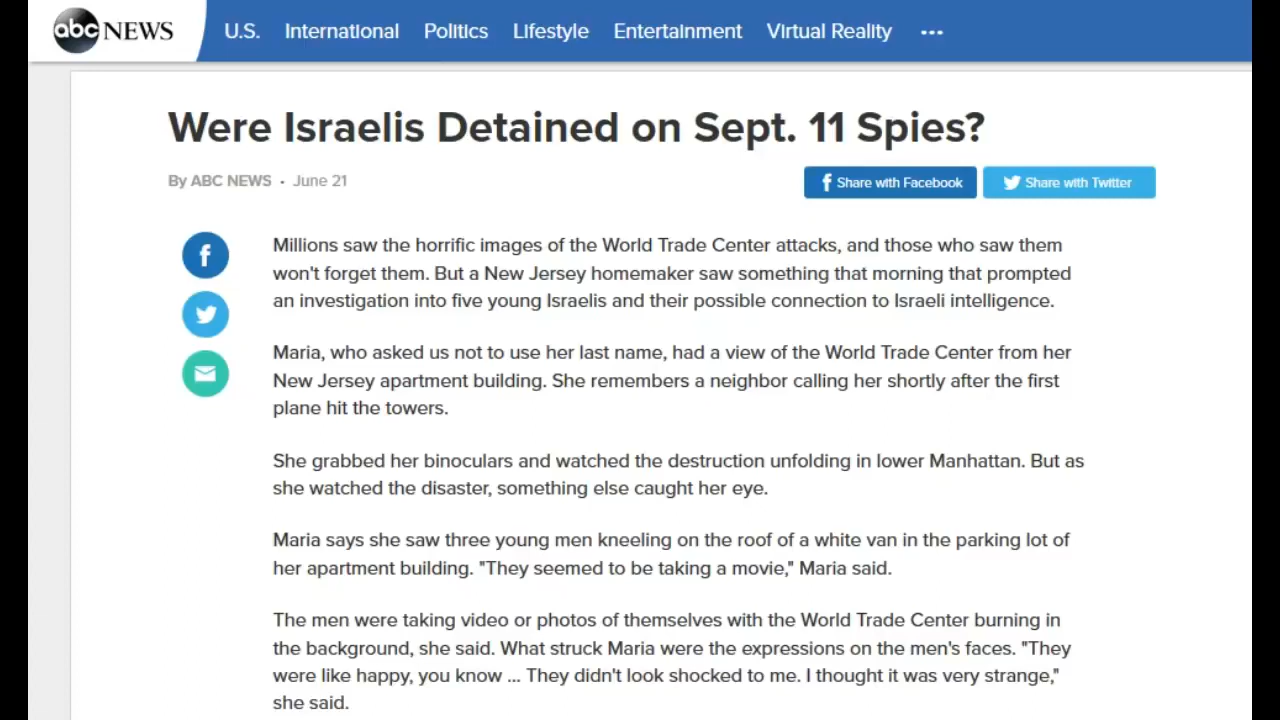 abc NEWS U.S. International Politics Lifestyle Entertainment Virtual Reality ...
Were Israelis Detained on Sept. 11 Spies?
By ABC NEWS • June 21
f Share with Facebook Share with Twitter
f
Millions saw the horrific images of the World Trade Center attacks, and those who saw them
won't forget them. But a New Jersey homemaker saw something that morning that prompted
an investigation into five young Israelis and their possible connection to Israeli intelligence.
Maria, who asked us not to use her last name, had a view of the World Trade Center from her
New Jersey apartment building. She remembers a neighbor calling her shortly after the first
plane hit the towers.
She grabbed her binoculars and watched the destruction unfolding in lower Manhattan. But as
she watched the disaster, something else caught her eye.
Maria says she saw three young men kneeling on the roof of a white van in the parking lot of
her apartment building. "They seemed to be taking a movie," Maria said.
The men were taking video or photos of themselves with the World Trade Center burning in
the background, she said. What struck Maria were the expressions on the men's faces. "They
were like happy, you know ... They didn't look shocked to me. I thought it was very strange,"
she said.